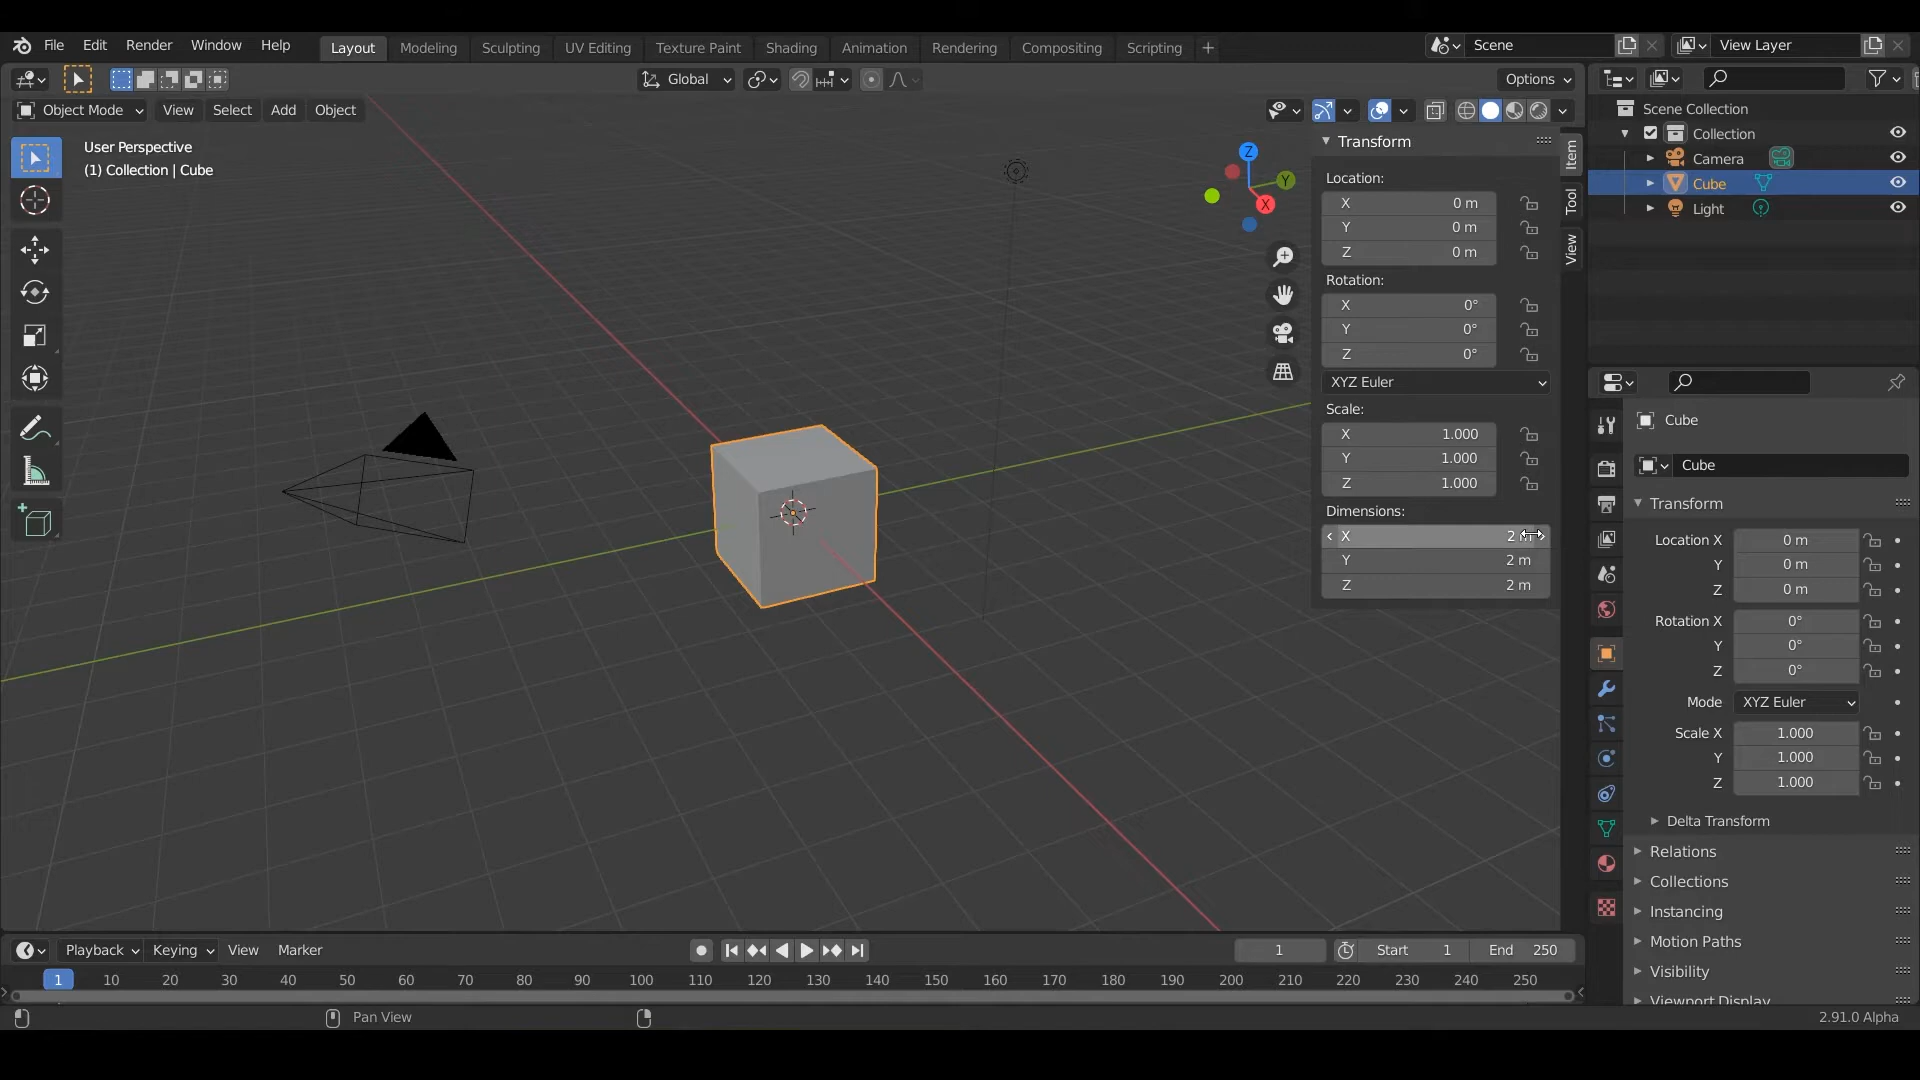 File Edit Render Window Help Layout Modeling Sculpting UV Editing Texture Paint Shading Animation Rendering Compositing Scripting + Scene View Layer
Global Options
Object Mode View Select Add Object
User Perspective
(1) Collection | Cube
Z
Y
X
Transform
Location:
X 0 m
Y 0 m
Z 0 m
Rotation:
X 0°
Y 0°
Z 0°
XYZ Euler
Scale:
X 1.000
Y 1.000
Z 1.000
Dimensions:
X 2 m
Y 2 m
Z 2 m
Item
Tool
View
Scene Collection
Collection
Camera
Cube
Light
Cube
Cube
Transform
Location X 0 m
Y 0 m
Z 0 m
Rotation X 0°
Y 0°
Z 0°
Mode XYZ Euler
Scale X 1.000
Y 1.000
Z 1.000
Delta Transform
Relations
Collections
Instancing
Motion Paths
Visibility
Viewport Display
Playback Keying View Marker 1 Start 1 End 250
1 10 20 30 40 50 60 70 80 90 100 110 120 130 140 150 160 170 180 190 200 210 220 230 240 250
Pan View 2.91.0 Alpha